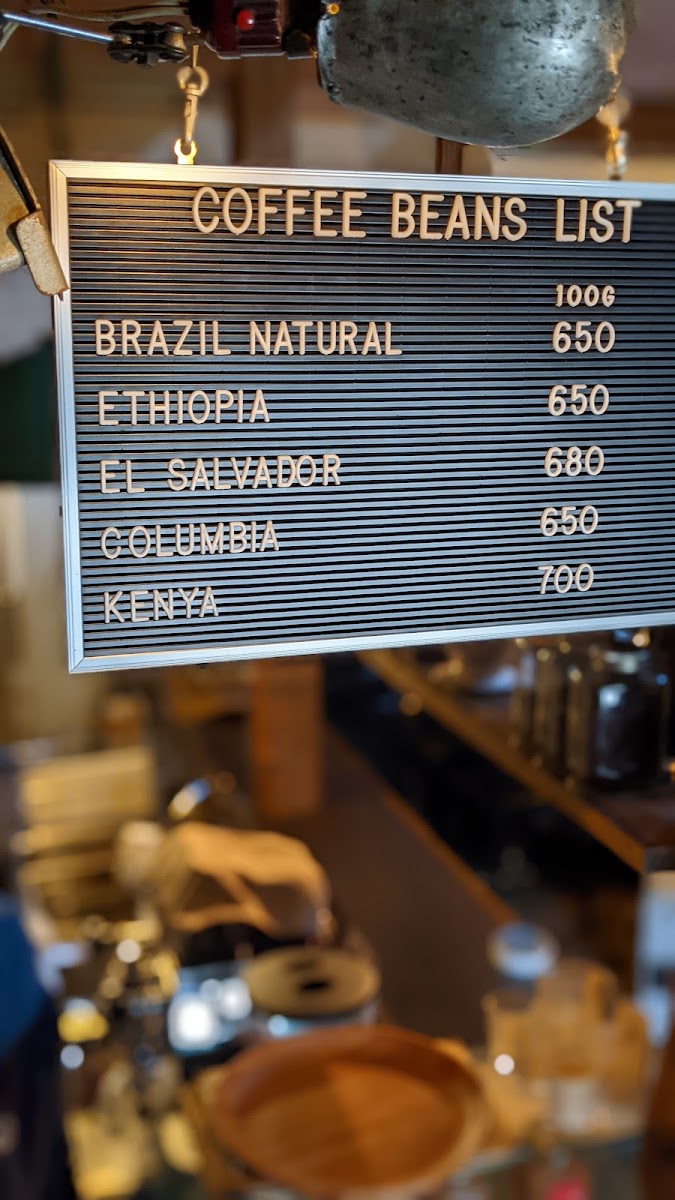 COFFEE BEANS LIST
100G
BRAZIL NATURAL 650
ETHIOPIA 650
EL SALVADOR 680
COLUMBIA 650
KENYA 700